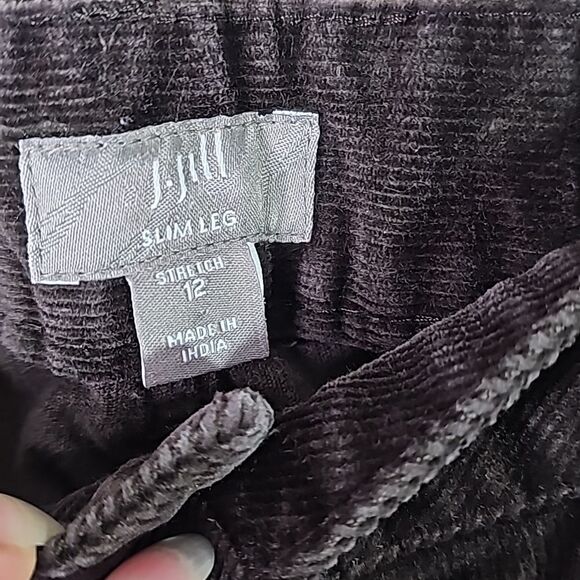 J.Jill
SLIM LEG
STRETCH
12
MADE IN
INDIA